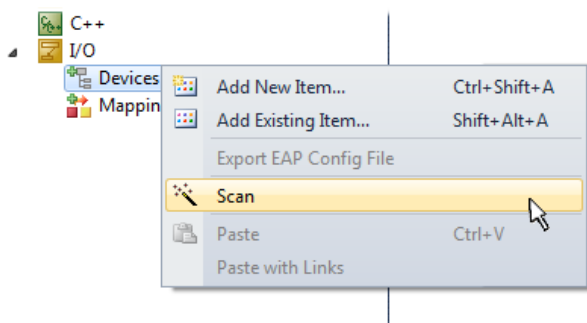 C++
I/O
Devices
Mappin
Add New Item... Ctrl+Shift+A
Add Existing Item... Shift+Alt+A
Export EAP Config File
Scan
Paste Ctrl+V
Paste with Links